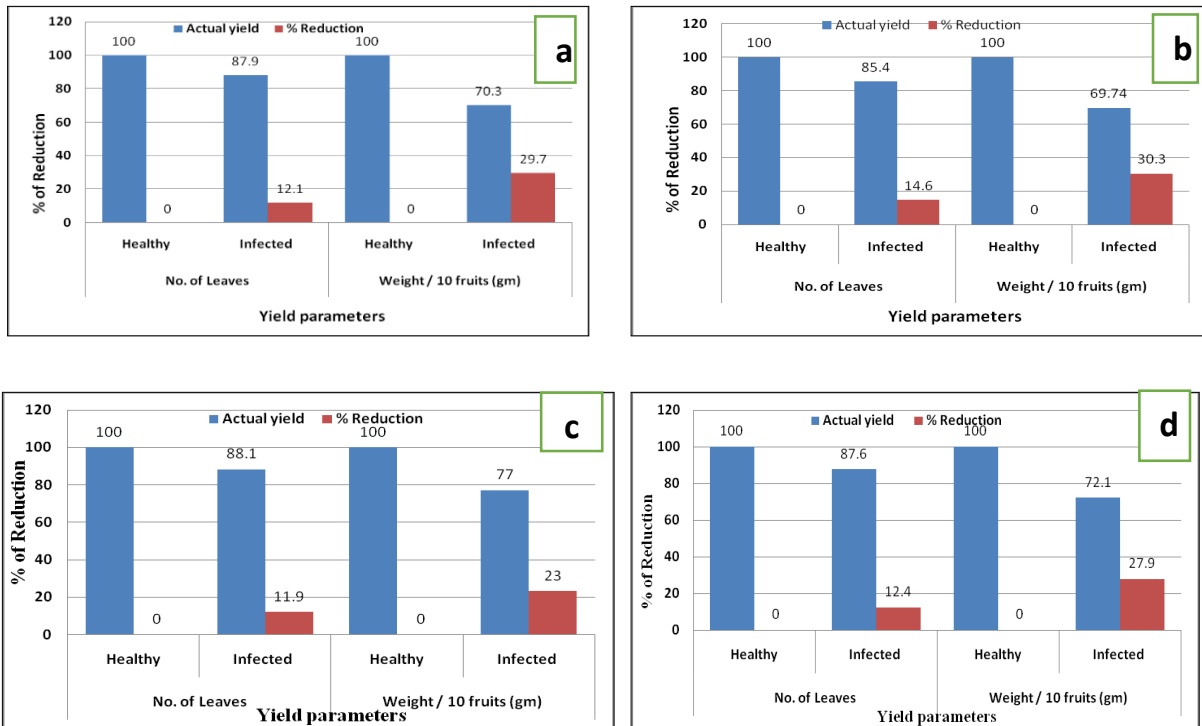 a
Actual yield % Reduction
120
100
80
60
40
20
0
% of Reduction
100 0 87.9 12.1 100 0 70.3 29.7
Healthy Infected Healthy Infected
No. of Leaves Weight / 10 fruits (gm)
Yield parameters
b
Actual yield % Reduction
120
100
80
60
40
20
0
% of Reduction
100 0 85.4 14.6 100 0 69.74 30.3
Healthy Infected Healthy Infected
No. of Leaves Weight / 10 fruits (gm)
Yield parameters
c
Actual yield % Reduction
120
100
80
60
40
20
0
% of Reduction
100 0 88.1 11.9 100 0 77 23
Healthy Infected Healthy Infected
No. of Leaves Weight / 10 fruits (gm)
Yield parameters
d
Actual yield % Reduction
120
100
80
60
40
20
0
% of Reduction
100 0 87.6 12.4 100 0 72.1 27.9
Healthy Infected Healthy Infected
No. of Leaves Weight / 10 fruits (gm)
Yield parameters